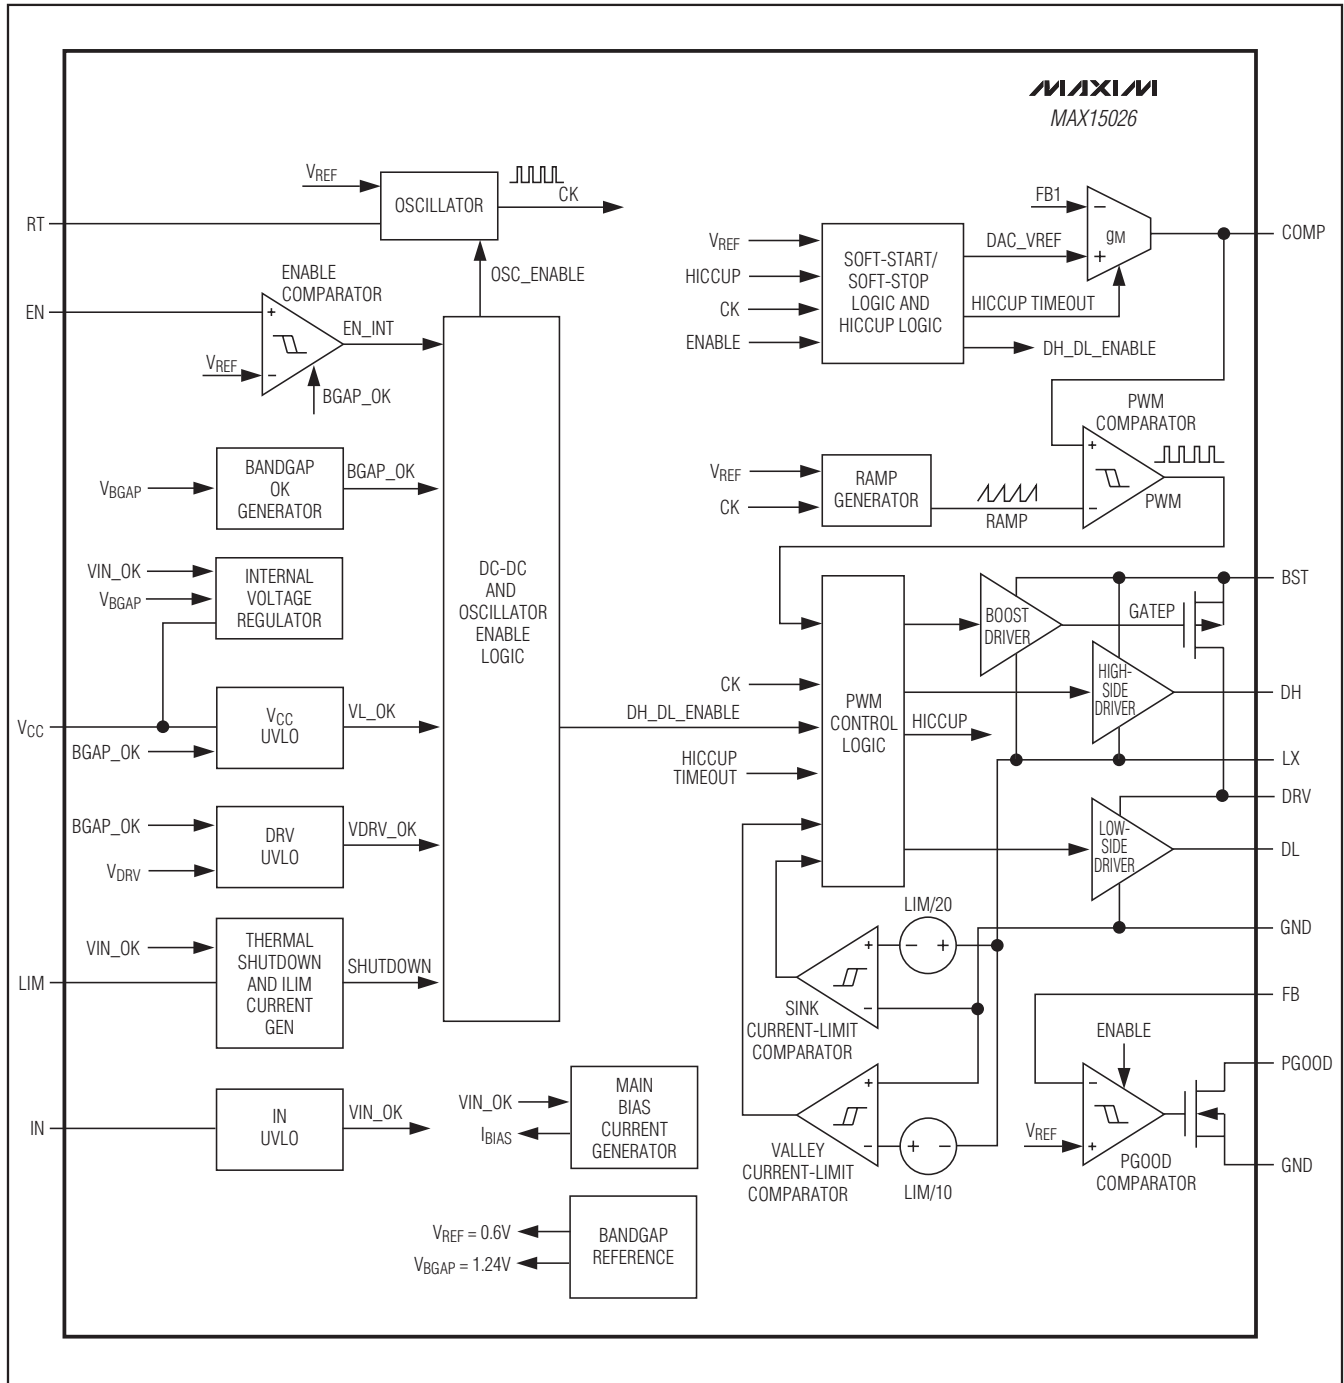 MAXIM
MAX15026
VREF
OSCILLATOR
CK
RT
OSC_ENABLE
ENABLE
COMPARATOR
EN
+
EN_INT
VREF
−
BGAP_OK
FB1
−
gM
+
COMP
VREF
HICCUP
CK
ENABLE
SOFT-START/
SOFT-STOP
LOGIC AND
HICCUP LOGIC
DAC_VREF
HICCUP TIMEOUT
DH_DL_ENABLE
PWM
COMPARATOR
+
−
PWM
VREF
CK
RAMP
GENERATOR
RAMP
VBGAP
BANDGAP
OK
GENERATOR
BGAP_OK
VIN_OK
VBGAP
INTERNAL
VOLTAGE
REGULATOR
DC-DC
AND
OSCILLATOR
ENABLE
LOGIC
VCC
VCC
UVLO
VL_OK
BGAP_OK
BGAP_OK
VDRV
DRV
UVLO
VDRV_OK
VIN_OK
LIM
THERMAL
SHUTDOWN
AND ILIM
CURRENT
GEN
SHUTDOWN
IN
IN
UVLO
VIN_OK
VIN_OK
IBIAS
MAIN
BIAS
CURRENT
GENERATOR
VREF = 0.6V
VBGAP = 1.24V
BANDGAP
REFERENCE
CK
DH_DL_ENABLE
HICCUP
TIMEOUT
PWM
CONTROL
LOGIC
HICCUP
BOOST
DRIVER
GATEP
BST
HIGH-
SIDE
DRIVER
DH
LX
DRV
LOW-
SIDE
DRIVER
DL
GND
LIM/20
+
−
− +
SINK
CURRENT-LIMIT
COMPARATOR
+
−
+ −
LIM/10
VALLEY
CURRENT-LIMIT
COMPARATOR
FB
ENABLE
−
+
VREF
PGOOD
COMPARATOR
PGOOD
GND